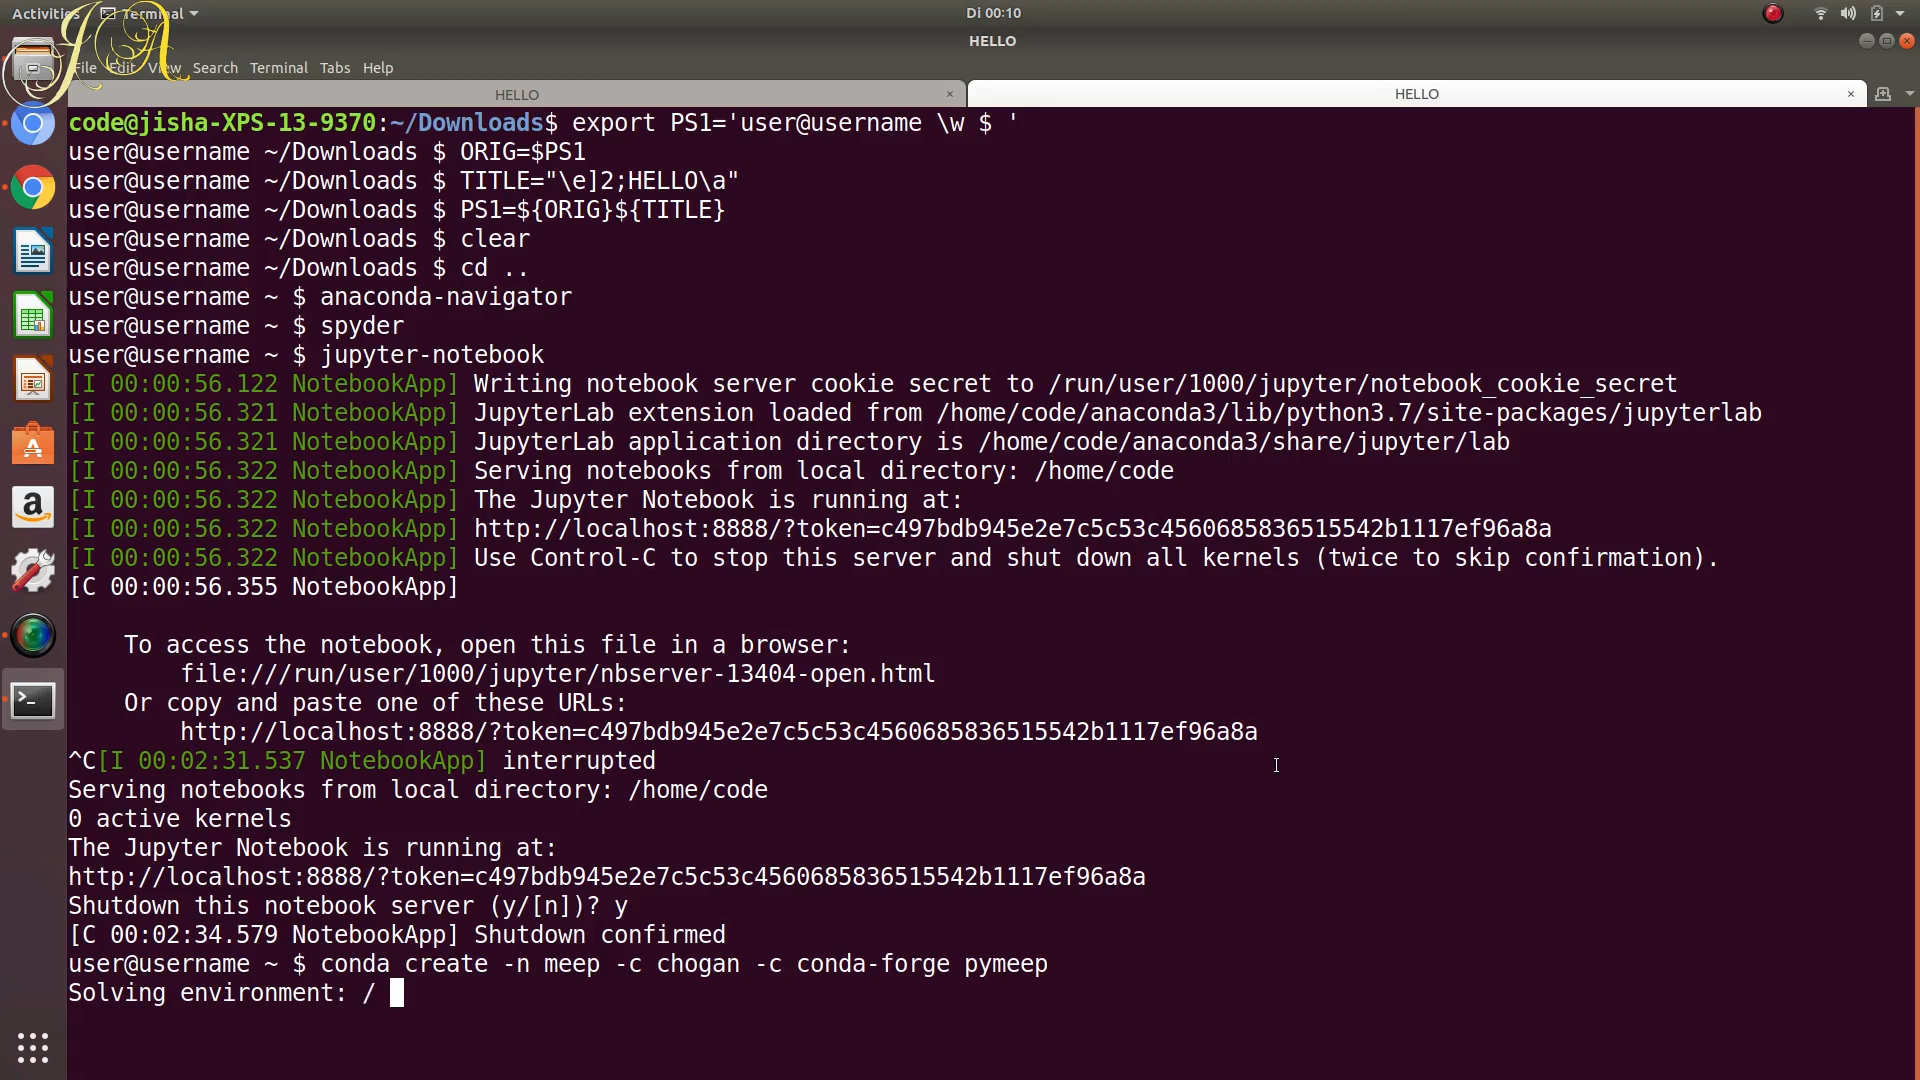 Activities Terminal
Di 00:10
HELLO
File Edit View Search Terminal Tabs Help
HELLO × HELLO ×
code@jisha-XPS-13-9370:~/Downloads$ export PS1='user@username \w $ '
user@username ~/Downloads $ ORIG=$PS1
user@username ~/Downloads $ TITLE="\e]2;HELLO\a"
user@username ~/Downloads $ PS1=${ORIG}${TITLE}
user@username ~/Downloads $ clear
user@username ~/Downloads $ cd ..
user@username ~ $ anaconda-navigator
user@username ~ $ spyder
user@username ~ $ jupyter-notebook
[I 00:00:56.122 NotebookApp] Writing notebook server cookie secret to /run/user/1000/jupyter/notebook_cookie_secret
[I 00:00:56.321 NotebookApp] JupyterLab extension loaded from /home/code/anaconda3/lib/python3.7/site-packages/jupyterlab
[I 00:00:56.321 NotebookApp] JupyterLab application directory is /home/code/anaconda3/share/jupyter/lab
[I 00:00:56.322 NotebookApp] Serving notebooks from local directory: /home/code
[I 00:00:56.322 NotebookApp] The Jupyter Notebook is running at:
[I 00:00:56.322 NotebookApp] http://localhost:8888/?token=c497bdb945e2e7c5c53c4560685836515542b1117ef96a8a
[I 00:00:56.322 NotebookApp] Use Control-C to stop this server and shut down all kernels (twice to skip confirmation).
[C 00:00:56.355 NotebookApp]
To access the notebook, open this file in a browser:
file:///run/user/1000/jupyter/nbserver-13404-open.html
Or copy and paste one of these URLs:
http://localhost:8888/?token=c497bdb945e2e7c5c53c4560685836515542b1117ef96a8a
^C[I 00:02:31.537 NotebookApp] interrupted
Serving notebooks from local directory: /home/code
0 active kernels
The Jupyter Notebook is running at:
http://localhost:8888/?token=c497bdb945e2e7c5c53c4560685836515542b1117ef96a8a
Shutdown this notebook server (y/[n])? y
[C 00:02:34.579 NotebookApp] Shutdown confirmed
user@username ~ $ conda create -n meep -c chogan -c conda-forge pymeep
Solving environment: /